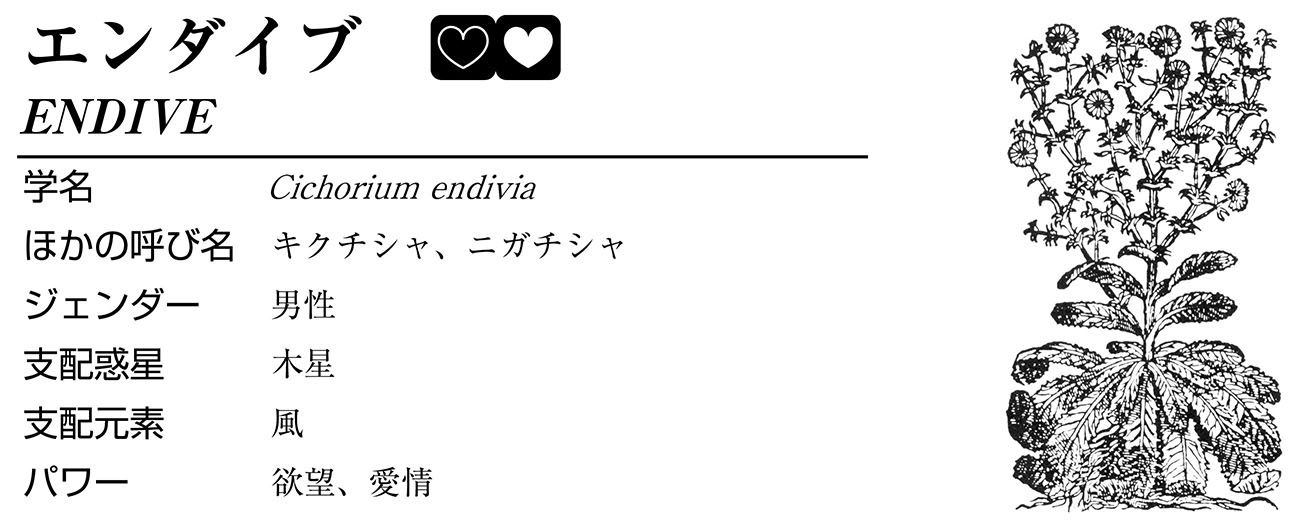 エンダイブ
ENDIVE
学名 Cichorium endivia
ほかの呼び名 キクチシャ、ニガチシャ
ジェンダー 男性
支配惑星 木星
支配元素 風
パワー 欲望、愛情